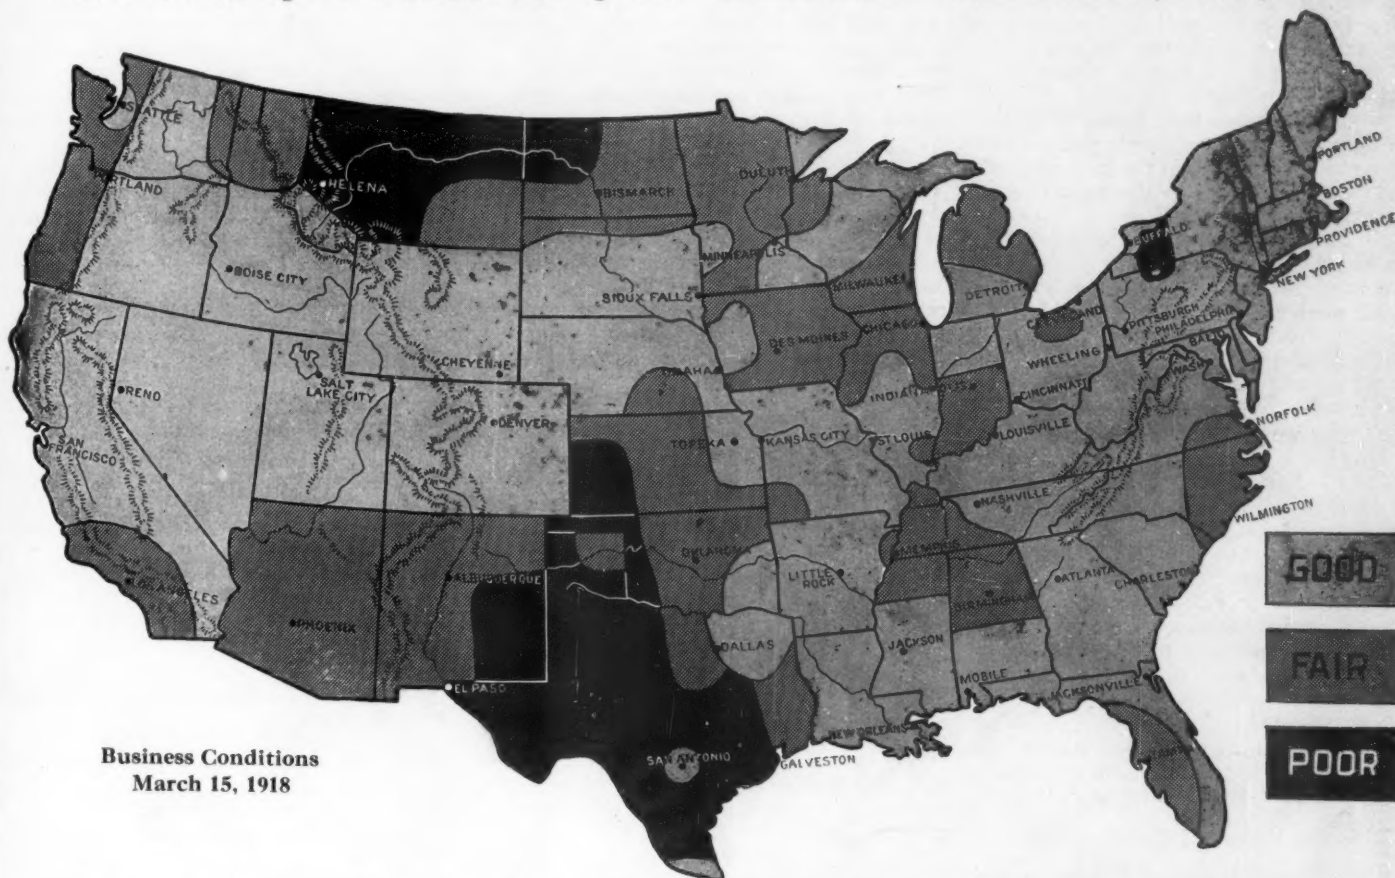 SEATTLE
PORTLAND
HELENA
BISMARCK
DULUTH
MINNEAPOLIS
BOISE CITY
SIOUX FALLS
MILWAUKEE
DETROIT
BUFFALO
PORTLAND
BOSTON
PROVIDENCE
NEW YORK
RENO
SALT
LAKE CITY
CHEYENNE
DENVER
OMAHA
DES MOINES
CHICAGO
CLEVELAND
PITTSBURGH
PHILADELPHIA
WHEELING
BALTO
WASH
SAN
FRANCISCO
TOPEKA
KANSAS CITY
ST LOUIS
INDIANAPOLIS
CINCINNATI
LOUISVILLE
NORFOLK
LOS ANGELES
PHOENIX
ALBUQUERQUE
OKLAHOMA
LITTLE
ROCK
MEMPHIS
NASHVILLE
BIRMINGHAM
ATLANTA
CHARLESTON
WILMINGTON
EL PASO
DALLAS
JACKSON
MOBILE
JACKSONVILLE
SAN ANTONIO
GALVESTON
NEW ORLEANS
TAMPA
GOOD
FAIR
POOR
Business Conditions
March 15, 1918